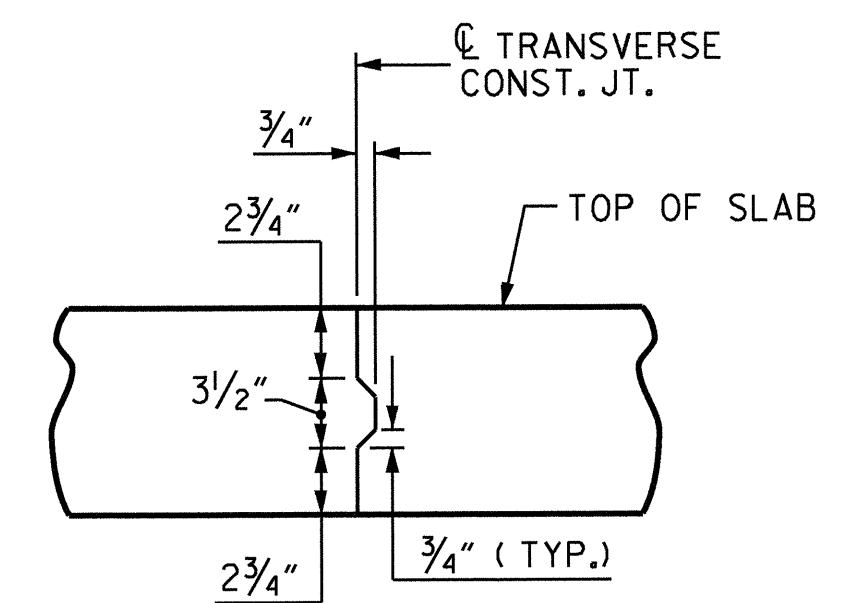 ℄ TRANSVERSE
CONST. JT.
3/4"
2 3/4"
TOP OF SLAB
3 1/2"
3/4" (TYP.)
2 3/4"